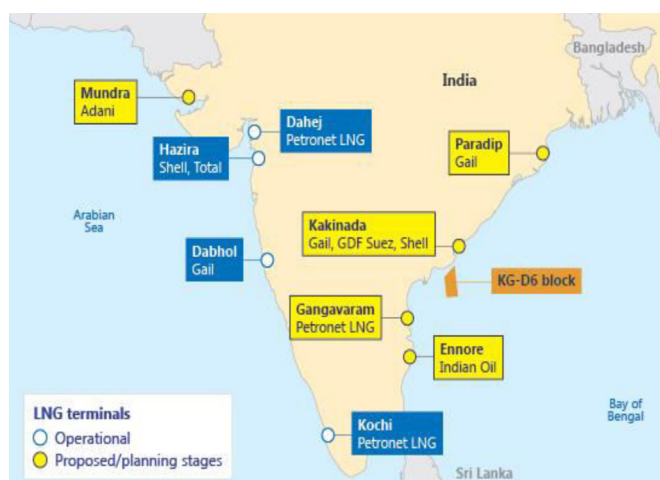 Bangladesh
India
Mundra
Adani
Dahej
Petronet LNG
Hazira
Shell, Total
Paradip
Gail
Arabian
Sea
Kakinada
Gail, GDF Suez, Shell
Dabhol
Gail
KG-D6 block
Gangavaram
Petronet LNG
Ennore
Indian Oil
Bay of
Bengal
LNG terminals
Operational
Proposed/planning stages
Kochi
Petronet LNG
Sri Lanka